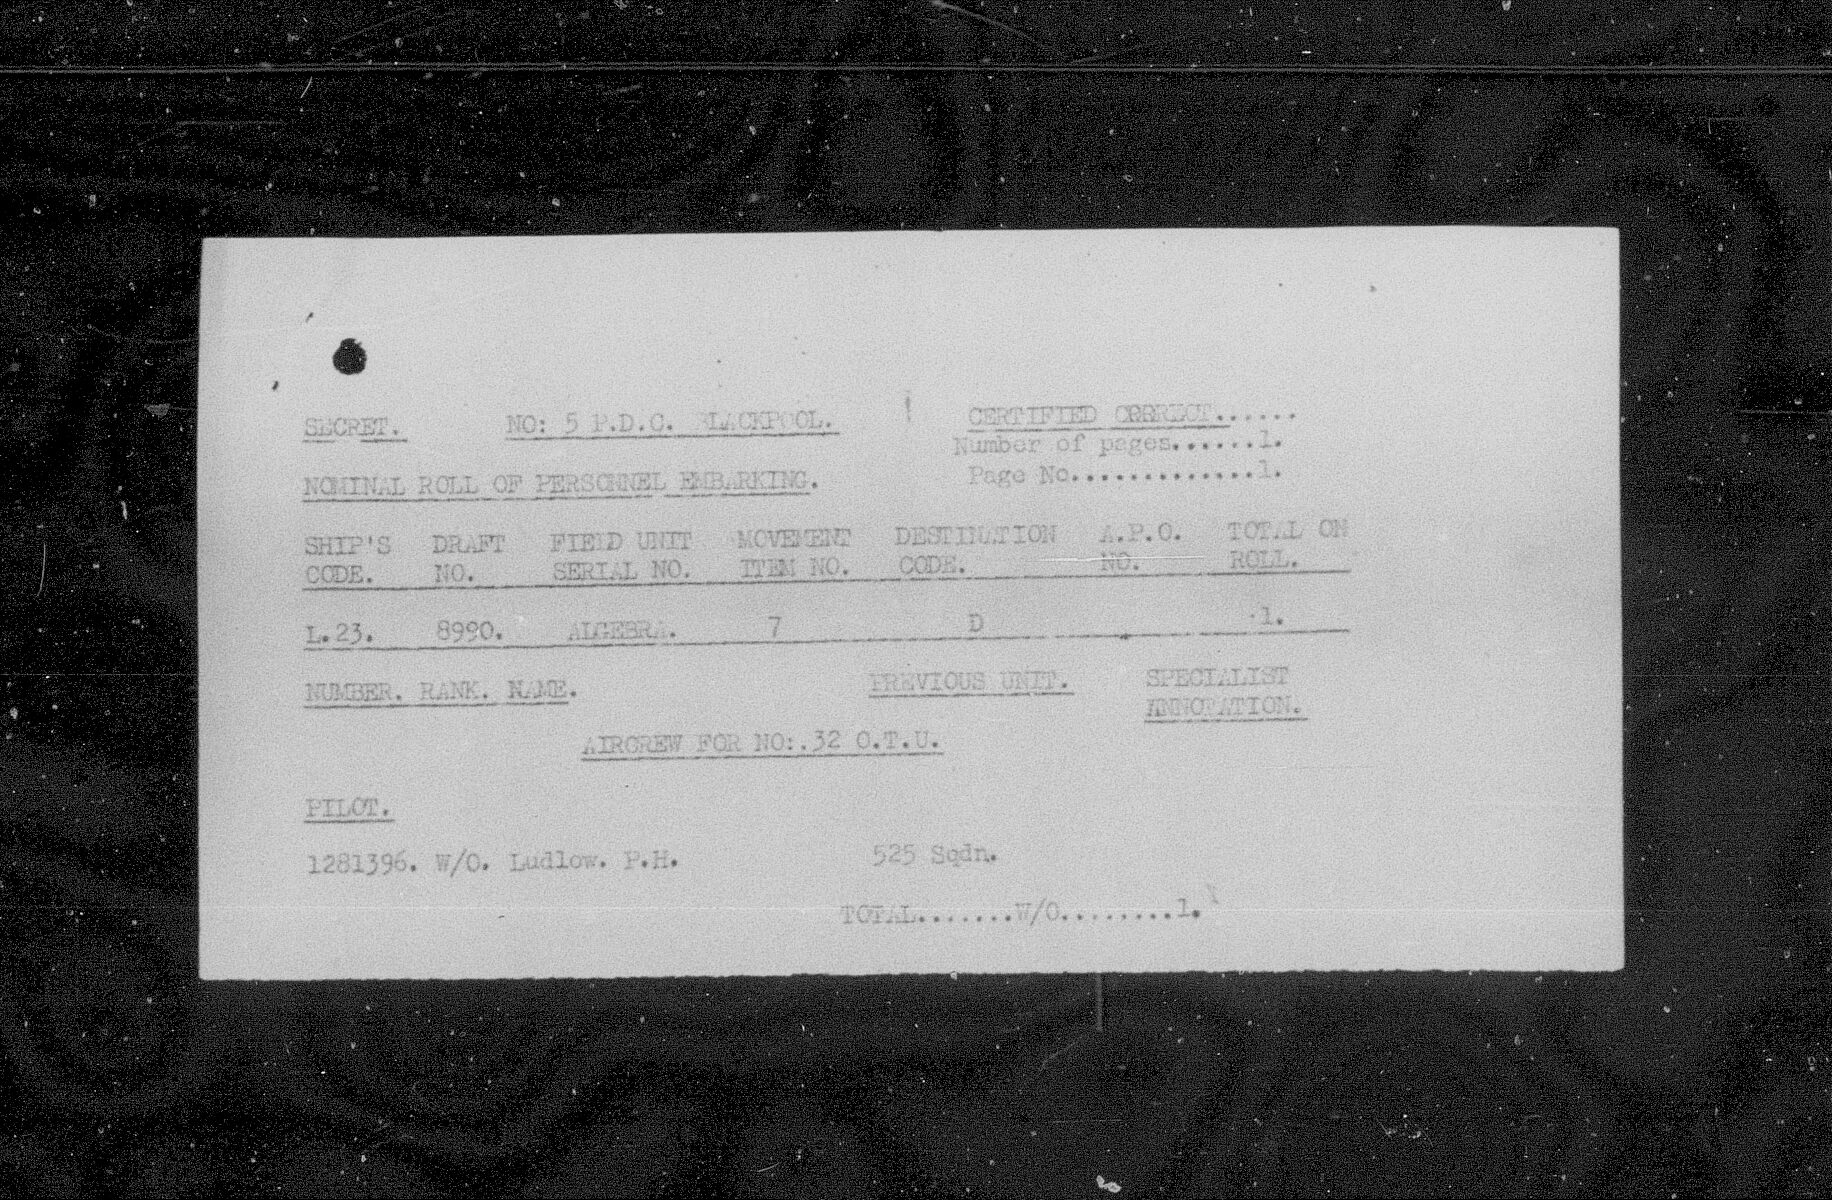 SECRET. NO: 5 P.D.C. BLACKPOOL. CERTIFIED CORRECT......
Number of pages......1.
NOMINAL ROLL OF PERSONNEL EMBARKING. Page No.............1.
SHIP'S DRAFT FIELD UNIT MOVEMENT DESTINATION A.P.O. TOTAL ON
CODE. NO. SERIAL NO. ITEM NO. CODE. NO. ROLL.
L.23. 8990. ALGEBRA. 7 D 1.
NUMBER. RANK. NAME. PREVIOUS UNIT. SPECIALIST
ANNOTATION.
AIRCREW FOR NO:.32 O.T.U.
PILOT.
1281396. W/O. Ludlow. P.H. 525 Sqdn.
TOTAL.......W/O........1.